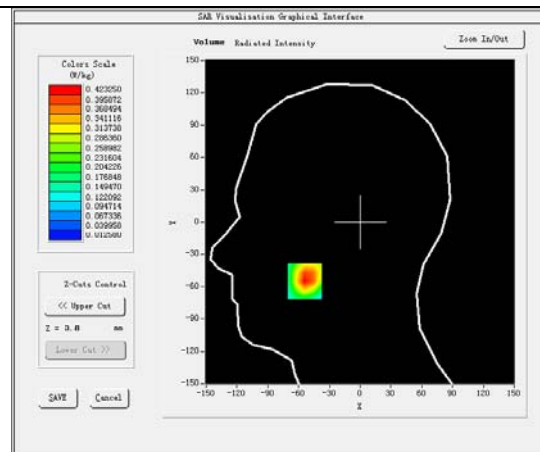 SAR Visualisation Graphical Interface
Volume Radiated Intensity
Zoom In/Out
Colors Scale
(W/kg)
0.423250
0.395872
0.368494
0.341116
0.313738
0.286360
0.258982
0.231604
0.204226
0.176848
0.149470
0.122092
0.094714
0.067336
0.039958
0.012580
Z-Cuts Control
<< Upper Cut
Z = 3.0 mm
Lower Cut >>
SAVE
Cancel
150
120
90
60
30
0
-30
-60
-90
-120
-150
Y
-150 -120 -90 -60 -30 0 30 60 90 120 150
X